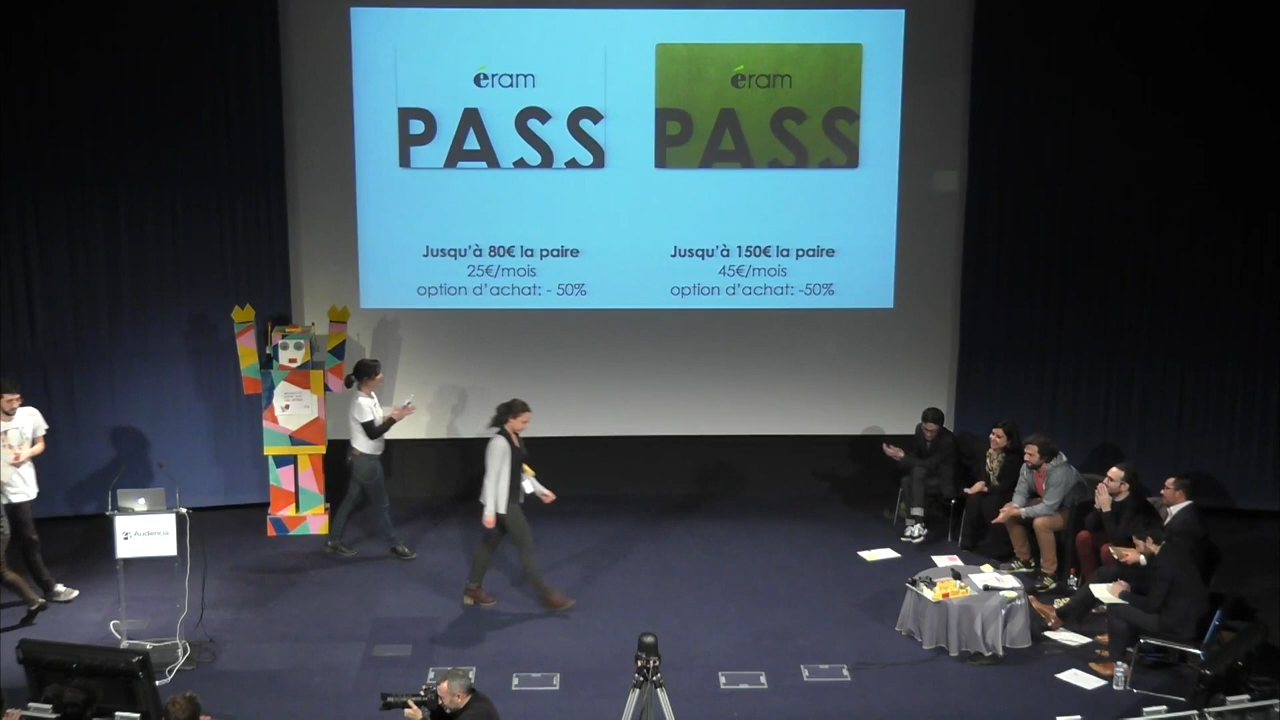 éram
PASS
Jusqu'à 80€ la paire
25€/mois
option d'achat: - 50%
éram
PASS
Jusqu'à 150€ la paire
45€/mois
option d'achat: -50%
Audencia